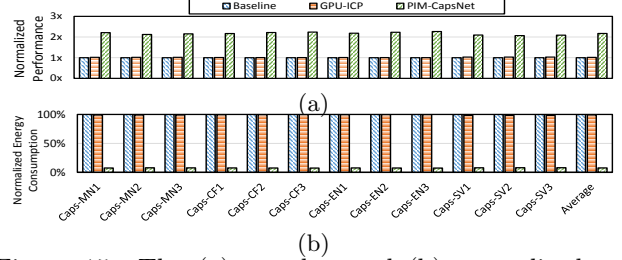 Baseline GPU-ICP PIM-CapsNet
Normalized
Performance
3x
2x
1x
0x
(a)
Normalized Energy
Consumption
100%
50%
0%
Caps-MN1 Caps-MN2 Caps-MN3 Caps-CF1 Caps-CF2 Caps-CF3 Caps-EN1 Caps-EN2 Caps-EN3 Caps-SV1 Caps-SV2 Caps-SV3 Average
(b)